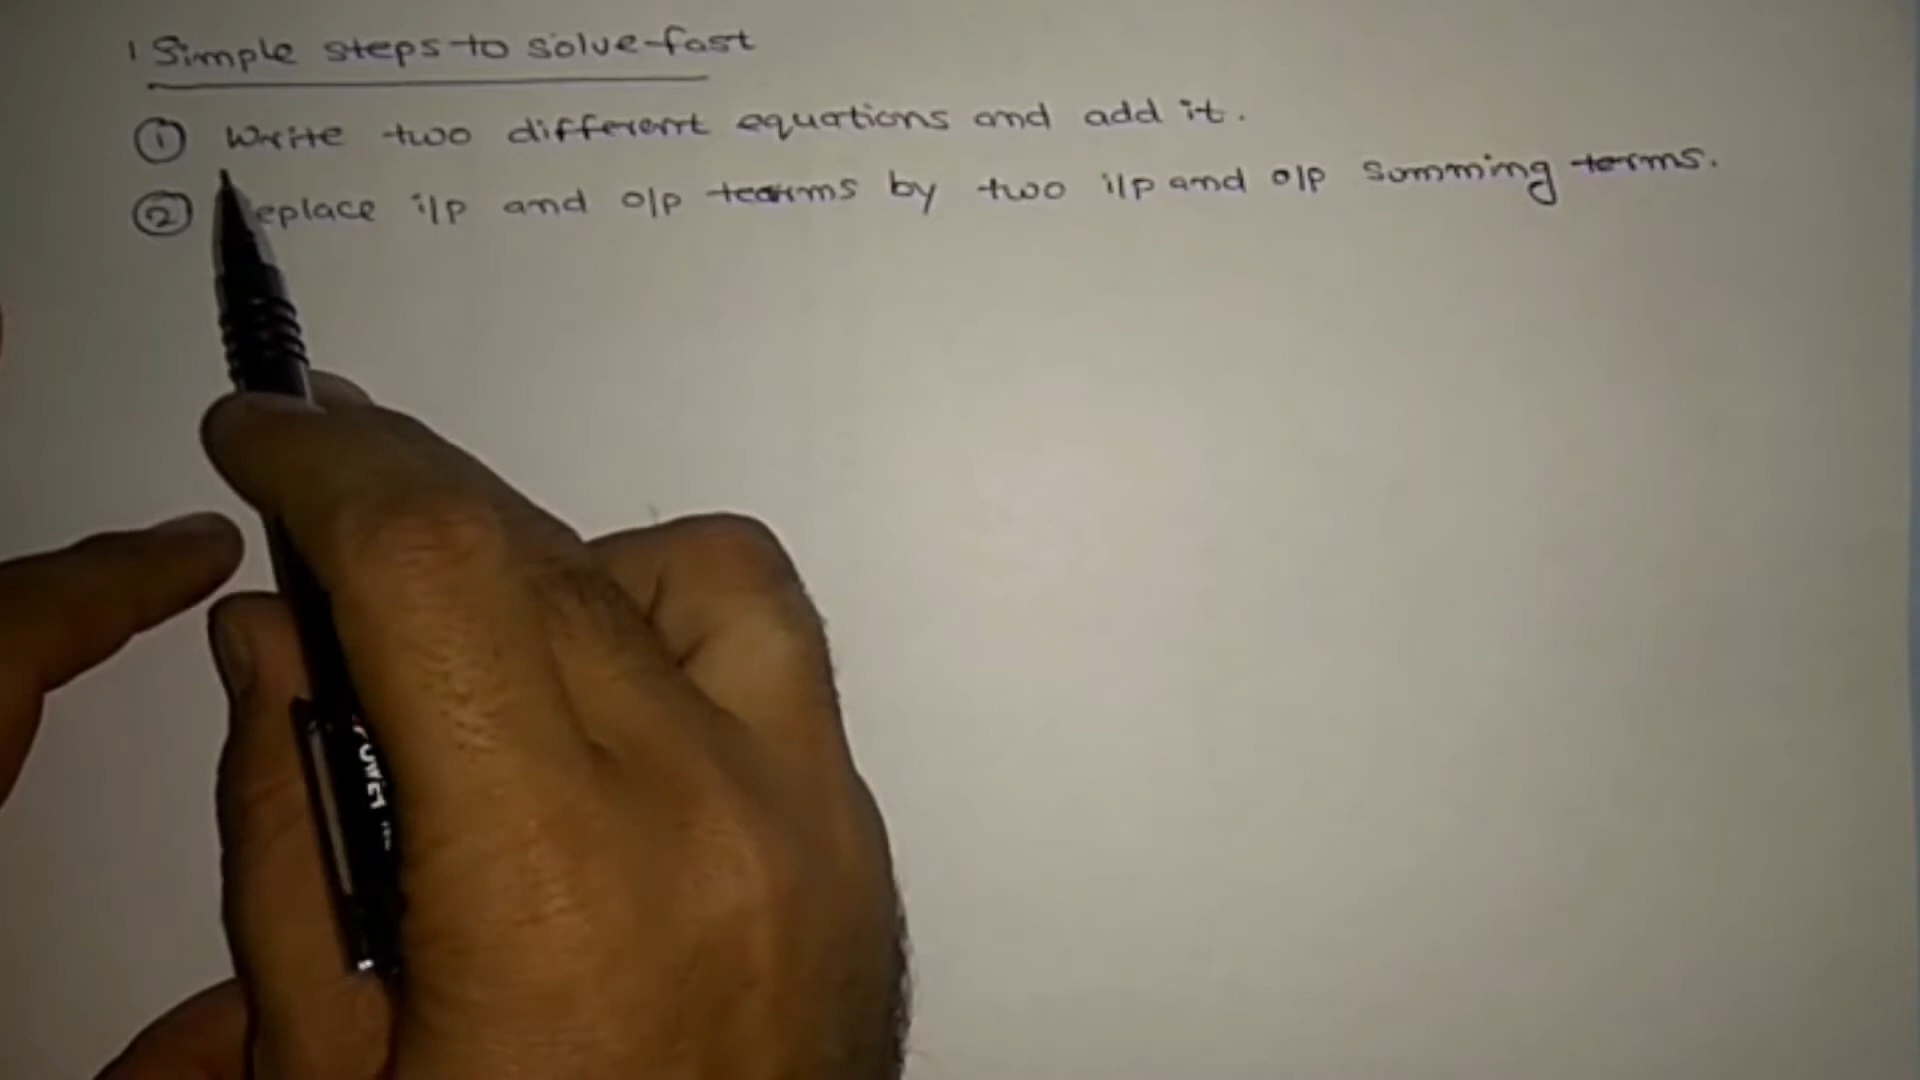 Simple steps to solve fast
① Write two different equations and add it.
② eplace i/p and o/p terms by two i/p and o/p summing terms.